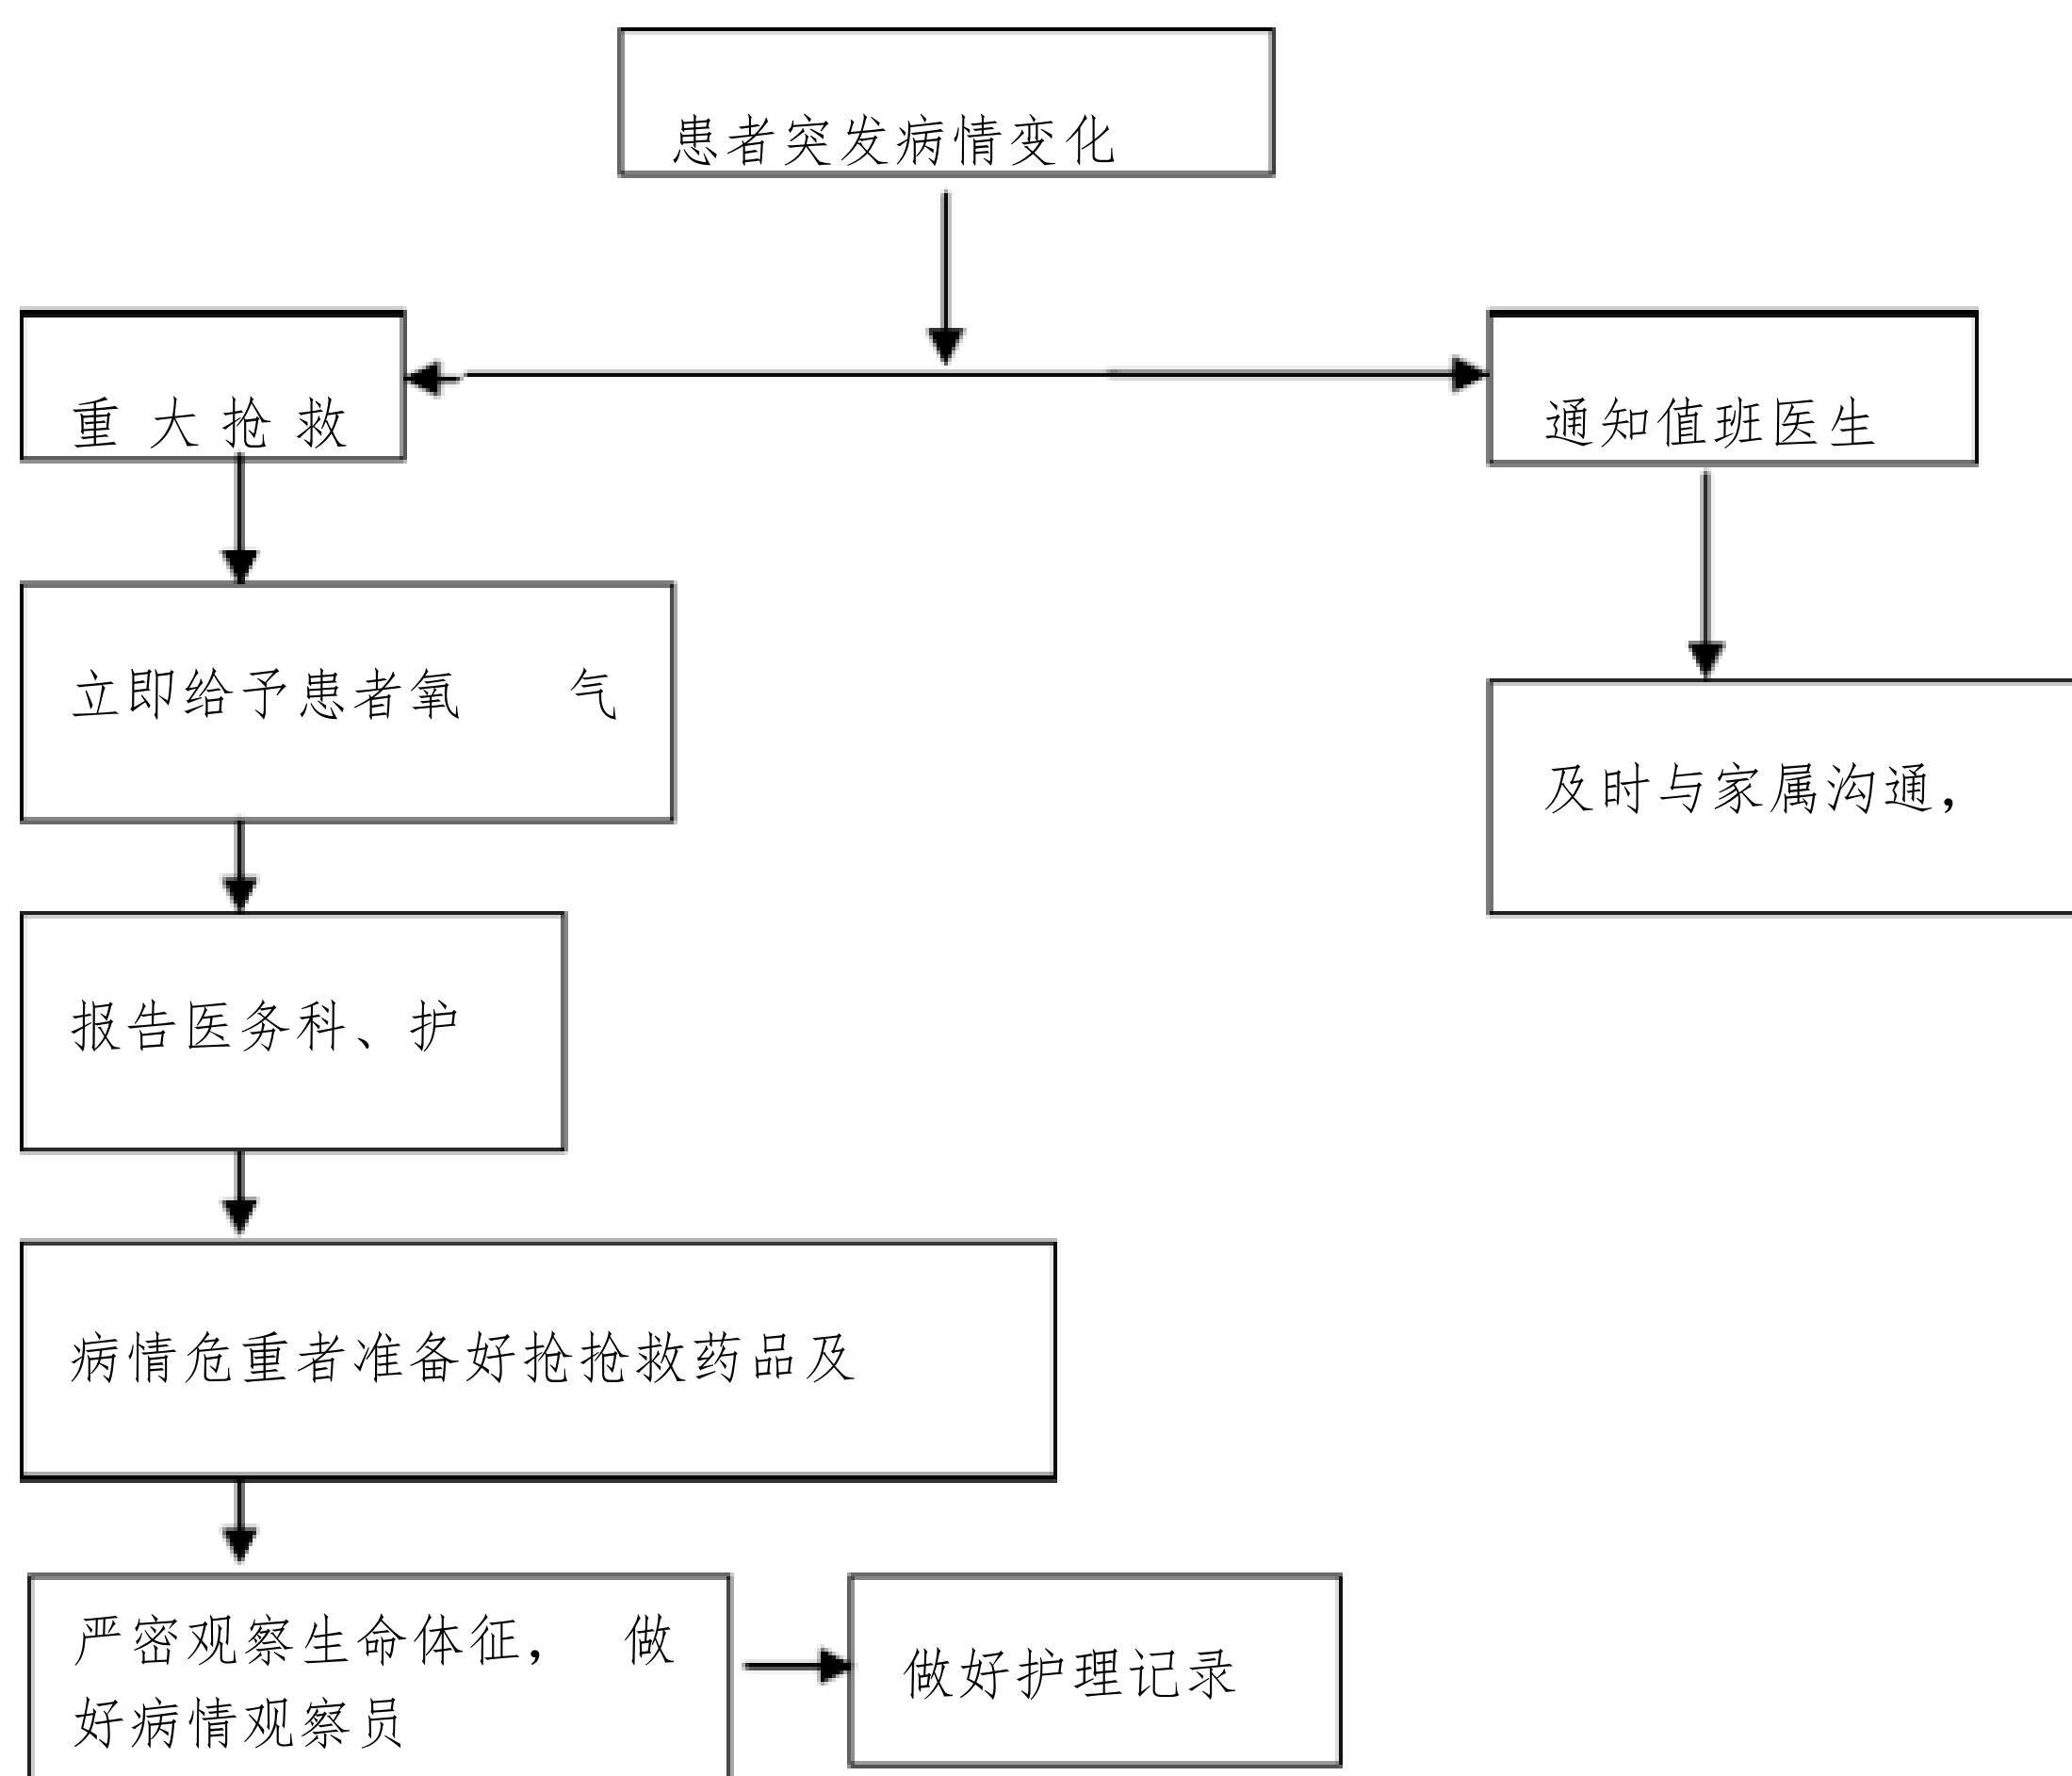 患者突发病情变化
重大抢救
通知值班医生
立即给予患者氧 气
及时与家属沟通，
报告医务科、护
病情危重者准备好抢抢救药品及
严密观察生命体征， 做
好病情观察员
做好护理记录